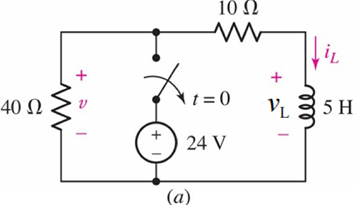 10 Ω
i_L
+
40 Ω
v
−
t = 0
+
v_L
−
5 H
+
−
24 V
(a)